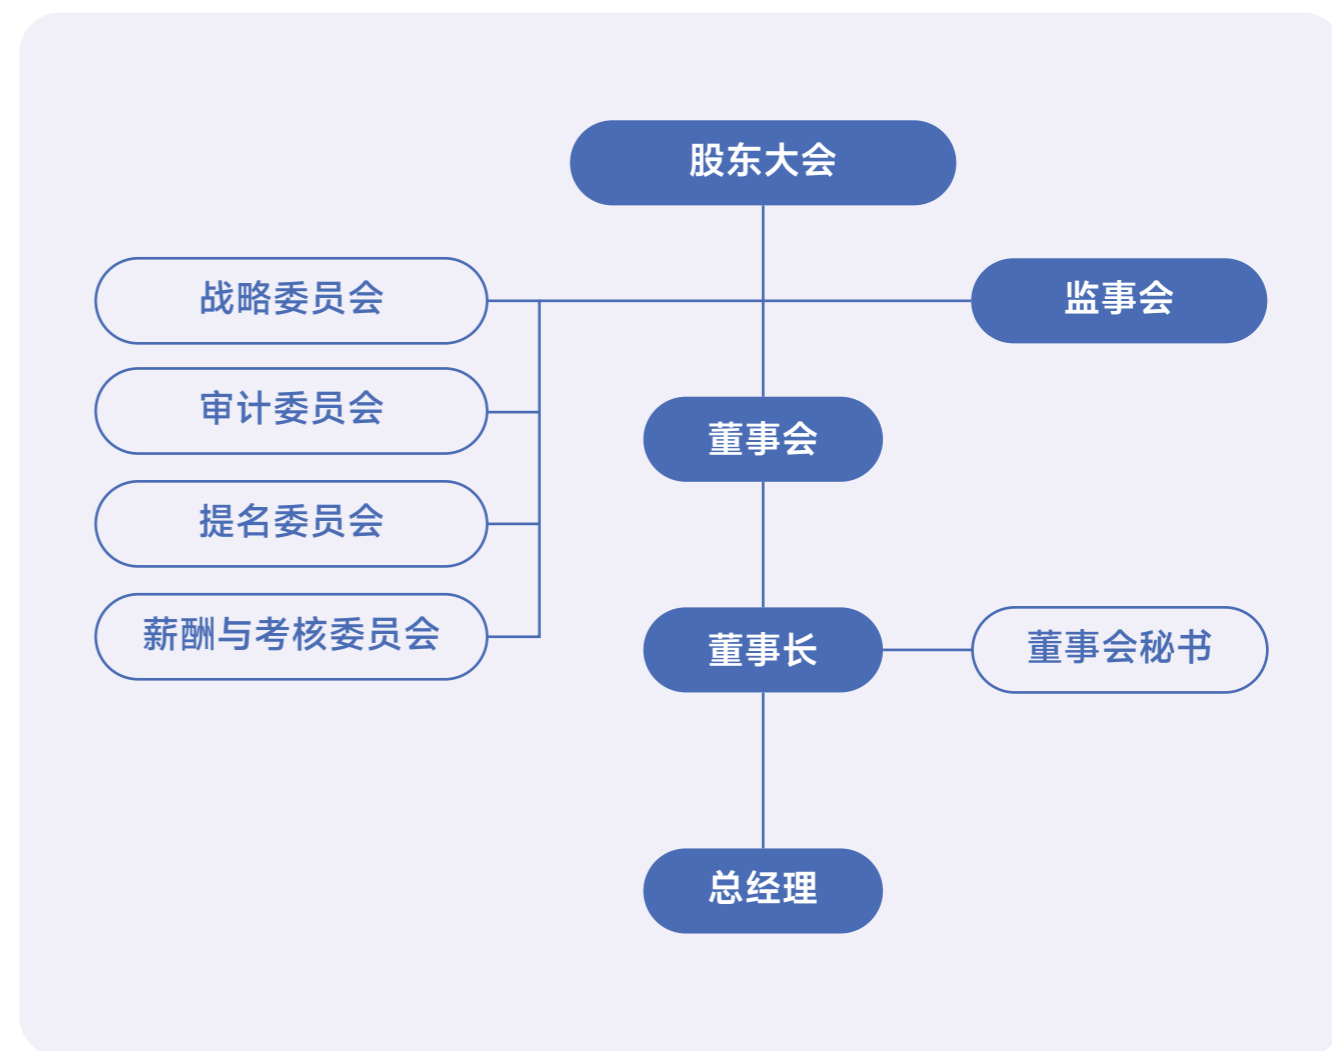 股东大会
战略委员会
监事会
审计委员会
董事会
提名委员会
薪酬与考核委员会
董事长
董事会秘书
总经理